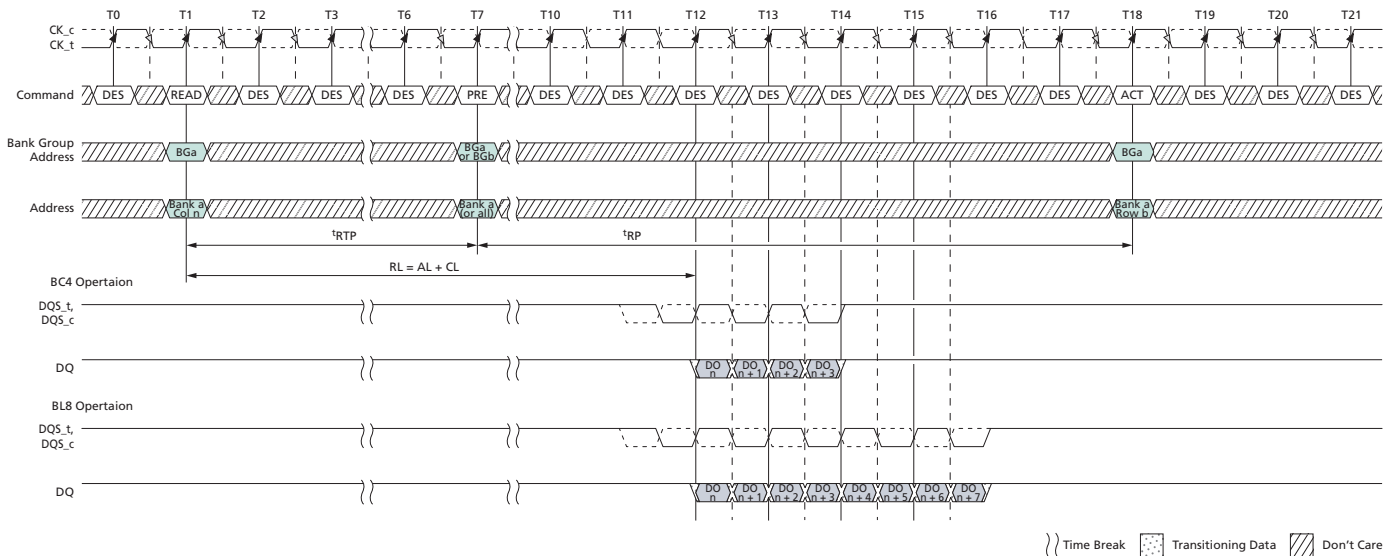 T0 T1 T2 T3 T6 T7 T10 T11 T12 T13 T14 T15 T16 T17 T18 T19 T20 T21
CK_c
CK_t
Command DES READ DES DES DES PRE DES DES DES DES DES DES DES DES ACT DES DES DES
Bank Group
Address
BGa
BGa
or BGb
BGa
Address
Bank a
Col n
Bank a
(or all)
Bank a
Row b
tRTP
tRP
RL = AL + CL
BC4 Opertaion
DQS_t,
DQS_c
DQ
DO
n
DO
n + 1
DO
n + 2
DO
n + 3
BL8 Opertaion
DQS_t,
DQS_c
DQ
DO
n
DO
n + 1
DO
n + 2
DO
n + 3
DO
n + 4
DO
n + 5
DO
n + 6
DO
n + 7
Time Break Transitioning Data Don't Care